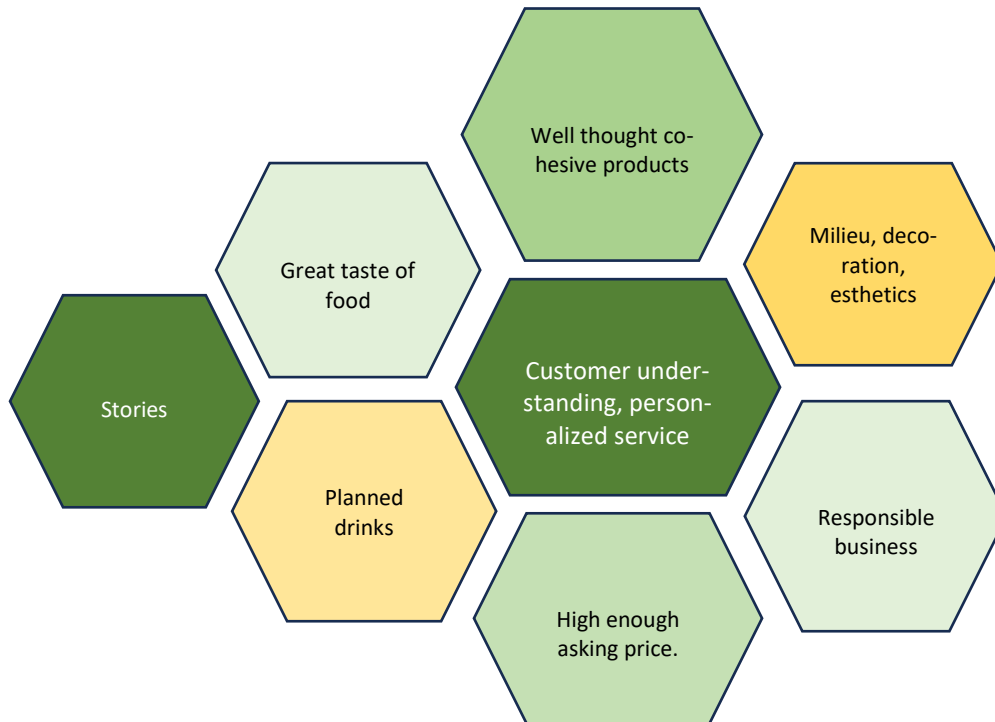 Well thought co-
hesive products
Great taste of
food
Milieu, deco-
ration,
esthetics
Stories
Customer under-
standing, person-
alized service
Planned
drinks
Responsible
business
High enough
asking price.